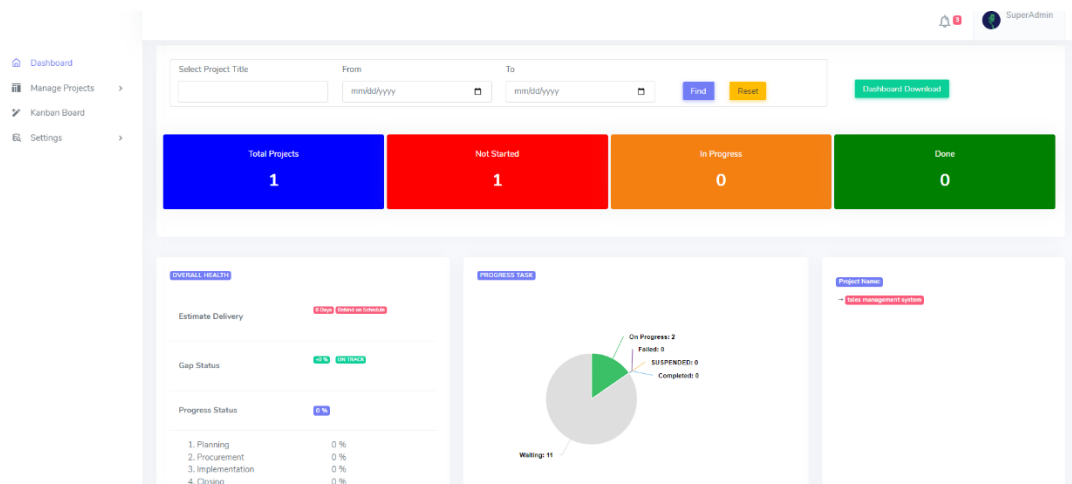 3
SuperAdmin
Dashboard
Manage Projects
Kanban Board
Settings
Select Project Title
From
To
mm/dd/yyyy
mm/dd/yyyy
Find
Reset
Dashboard Download
Total Projects
1
Not Started
1
In Progress
0
Done
0
OVERALL HEALTH
Estimate Delivery
0 Days Behind on Schedule
Gap Status
+0 % ON TRACK
Progress Status
0 %
1. Planning 0 %
2. Procurement 0 %
3. Implementation 0 %
4. Closing 0 %
PROGRESS TASK
On Progress: 2
Failed: 0
SUSPENDED: 0
Completed: 0
Waiting: 11
Project Name:
→ tales management system